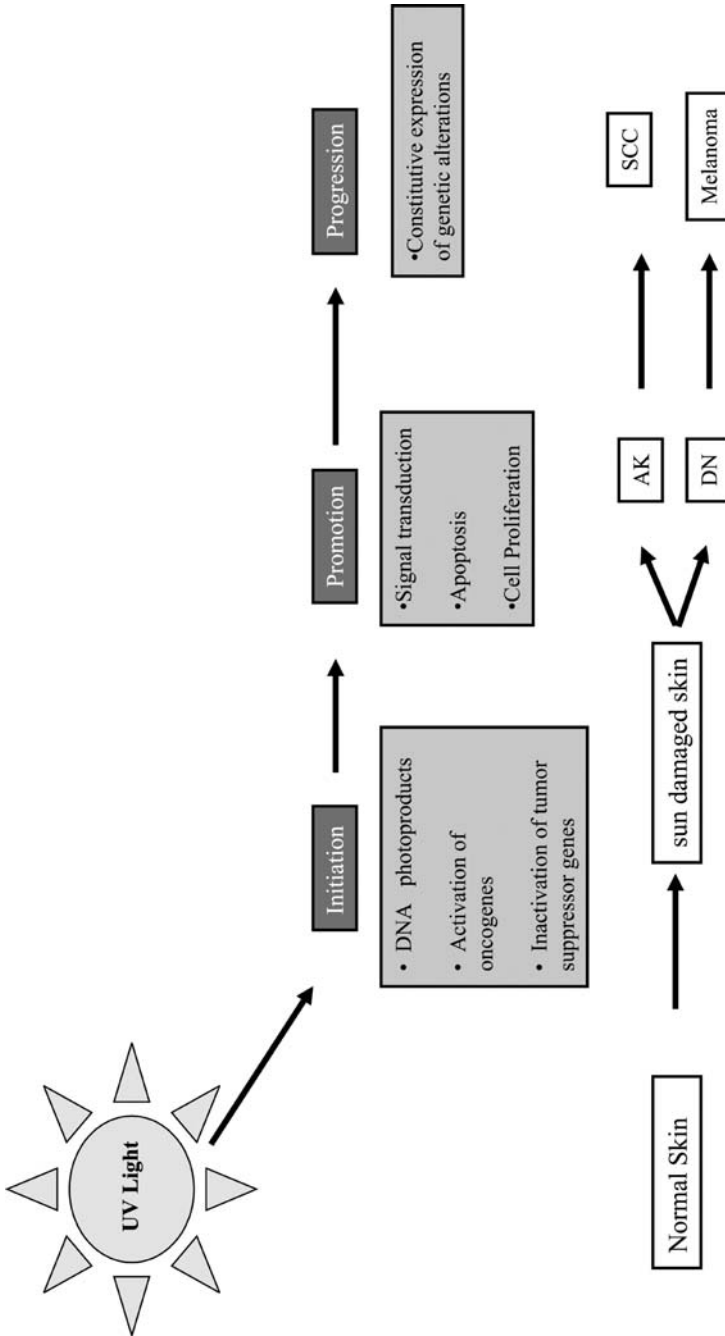 UV Light
Initiation
Promotion
Progression
• DNA photoproducts
• Activation of
oncogenes
• Inactivation of tumor
suppressor genes
•Signal transduction
•Apoptosis
•Cell Proliferation
•Constitutive expression
of genetic alterations
Normal Skin
sun damaged skin
AK
DN
SCC
Melanoma